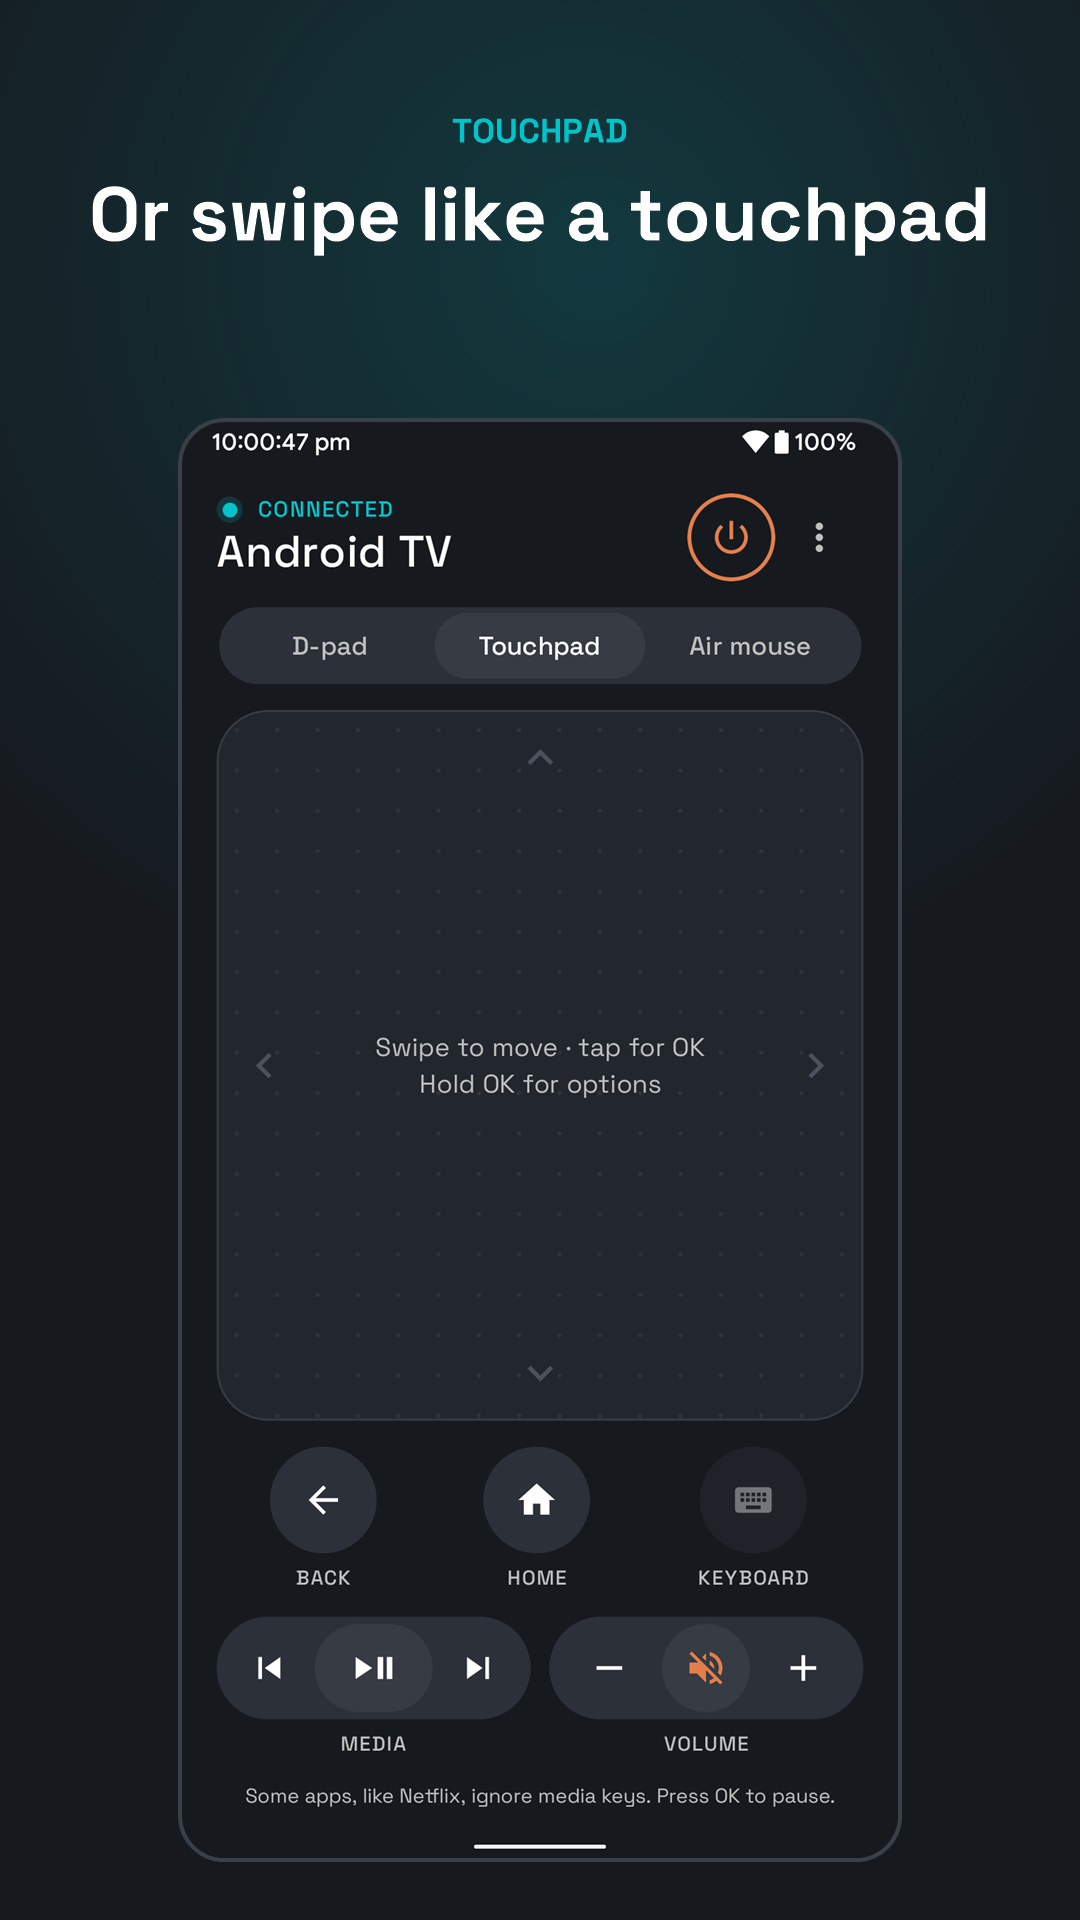 TOUCHPAD
Or swipe like a touchpad
10:00:47 pm 100%
CONNECTED
Android TV
D-pad Touchpad Air mouse
Swipe to move · tap for OK
Hold OK for options
BACK HOME KEYBOARD
MEDIA VOLUME
Some apps, like Netflix, ignore media keys. Press OK to pause.